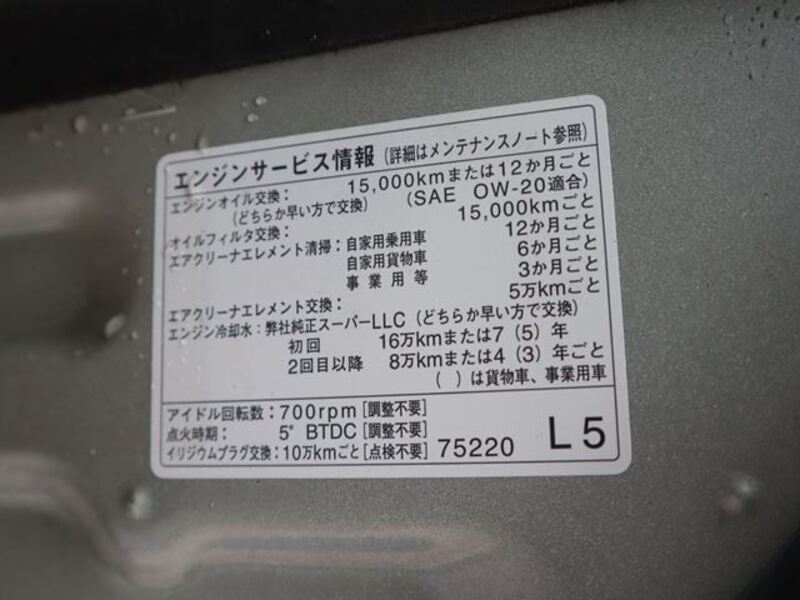 エンジンサービス情報(詳細はメンテナンスノート参照)
エンジンオイル交換: 15,000kmまたは12か月ごと
(どちらか早い方で交換) (SAE OW-20適合)
オイルフィルタ交換: 15,000kmごと
エアクリーナエレメント清掃: 自家用乗用車 12か月ごと
自家用貨物車 6か月ごと
事業用等 3か月ごと
エアクリーナエレメント交換: 5万kmごと
エンジン冷却水: 弊社純正スーパーLLC(どちらか早い方で交換)
初回 16万kmまたは7(5)年
2回目以降 8万kmまたは4(3)年ごと
( )は貨物車、事業用車
アイドル回転数: 700rpm [調整不要]
点火時期: 5° BTDC [調整不要]
イリジウムプラグ交換: 10万kmごと [点検不要] 75220 L5